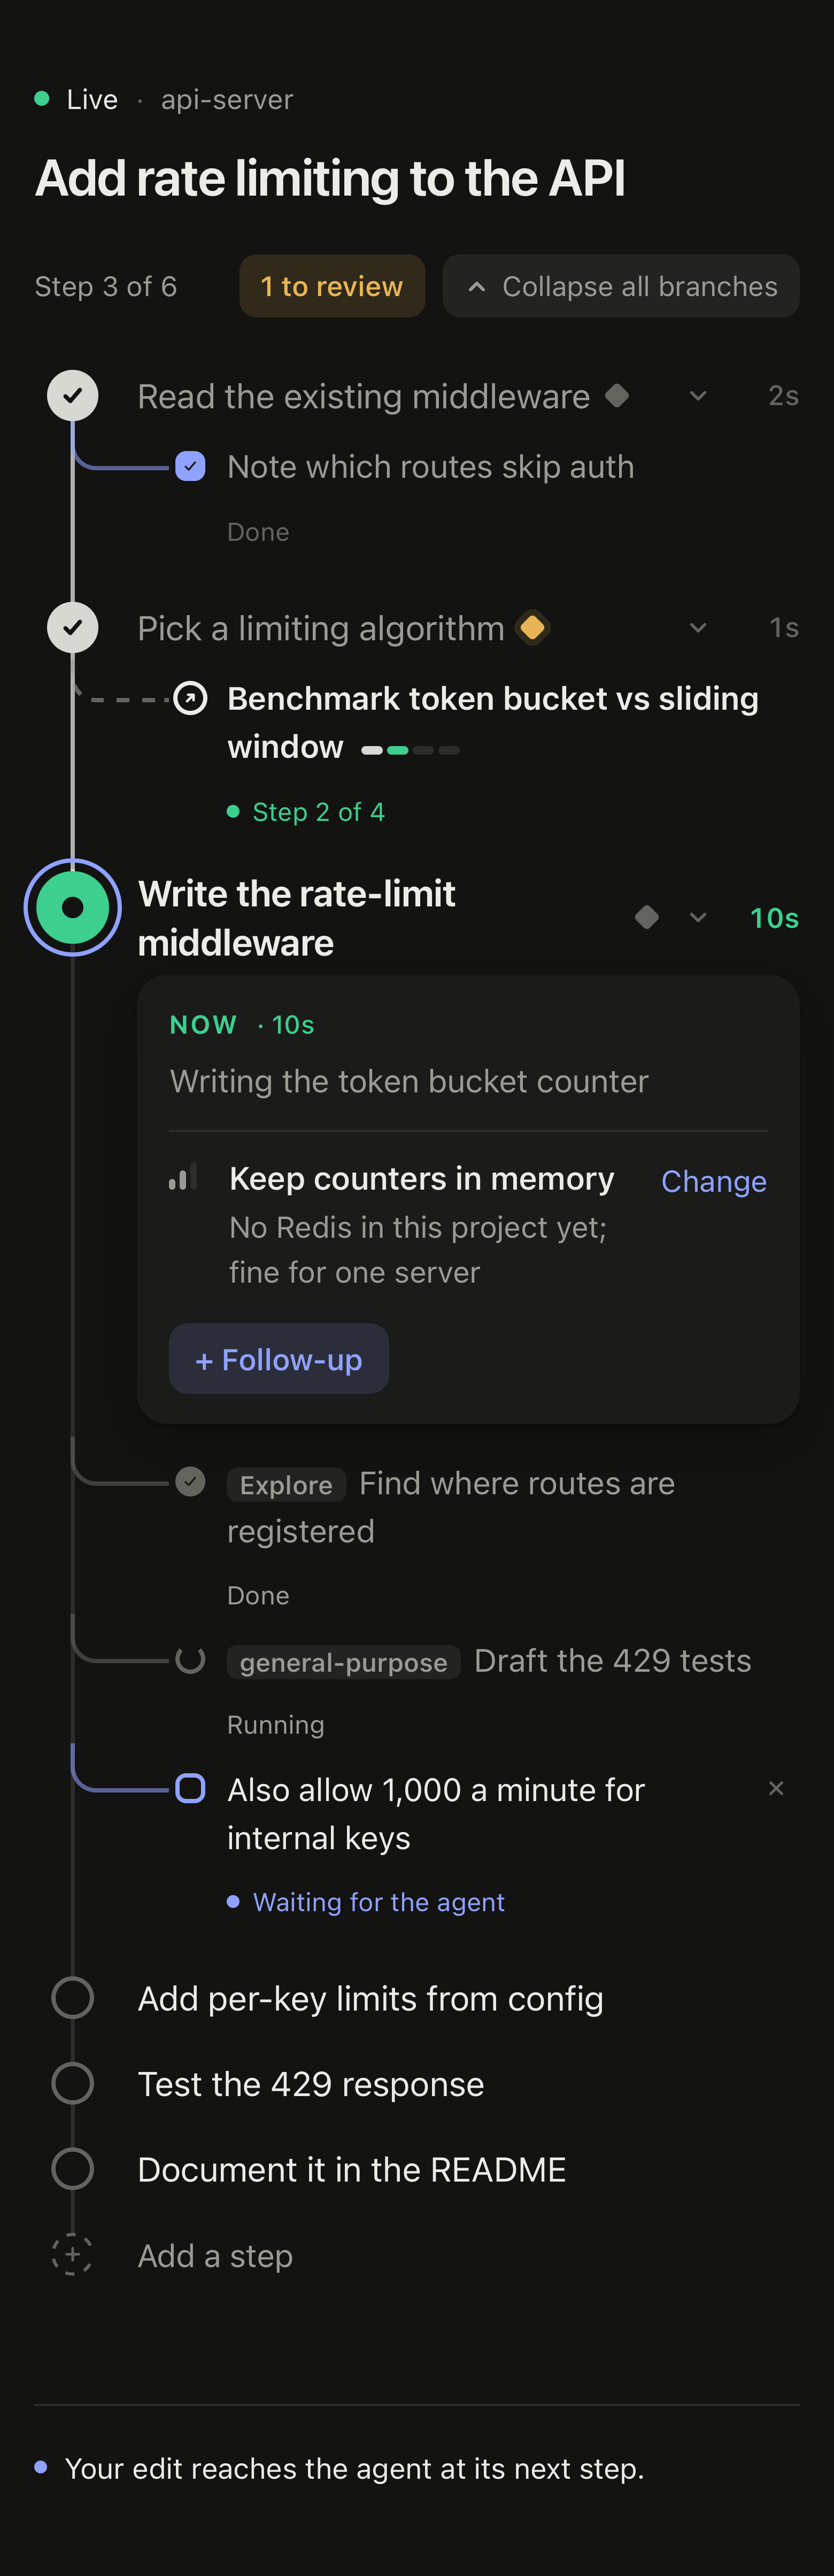 Live · api-server
Add rate limiting to the API
Step 3 of 6
1 to review
Collapse all branches
Read the existing middleware
2s
Note which routes skip auth
Done
Pick a limiting algorithm
1s
Benchmark token bucket vs sliding
window
Step 2 of 4
Write the rate-limit
middleware
10s
NOW · 10s
Writing the token bucket counter
Keep counters in memory
Change
No Redis in this project yet;
fine for one server
+ Follow-up
Explore Find where routes are
registered
Done
general-purpose Draft the 429 tests
Running
Also allow 1,000 a minute for
internal keys
Waiting for the agent
Add per-key limits from config
Test the 429 response
Document it in the README
Add a step
Your edit reaches the agent at its next step.